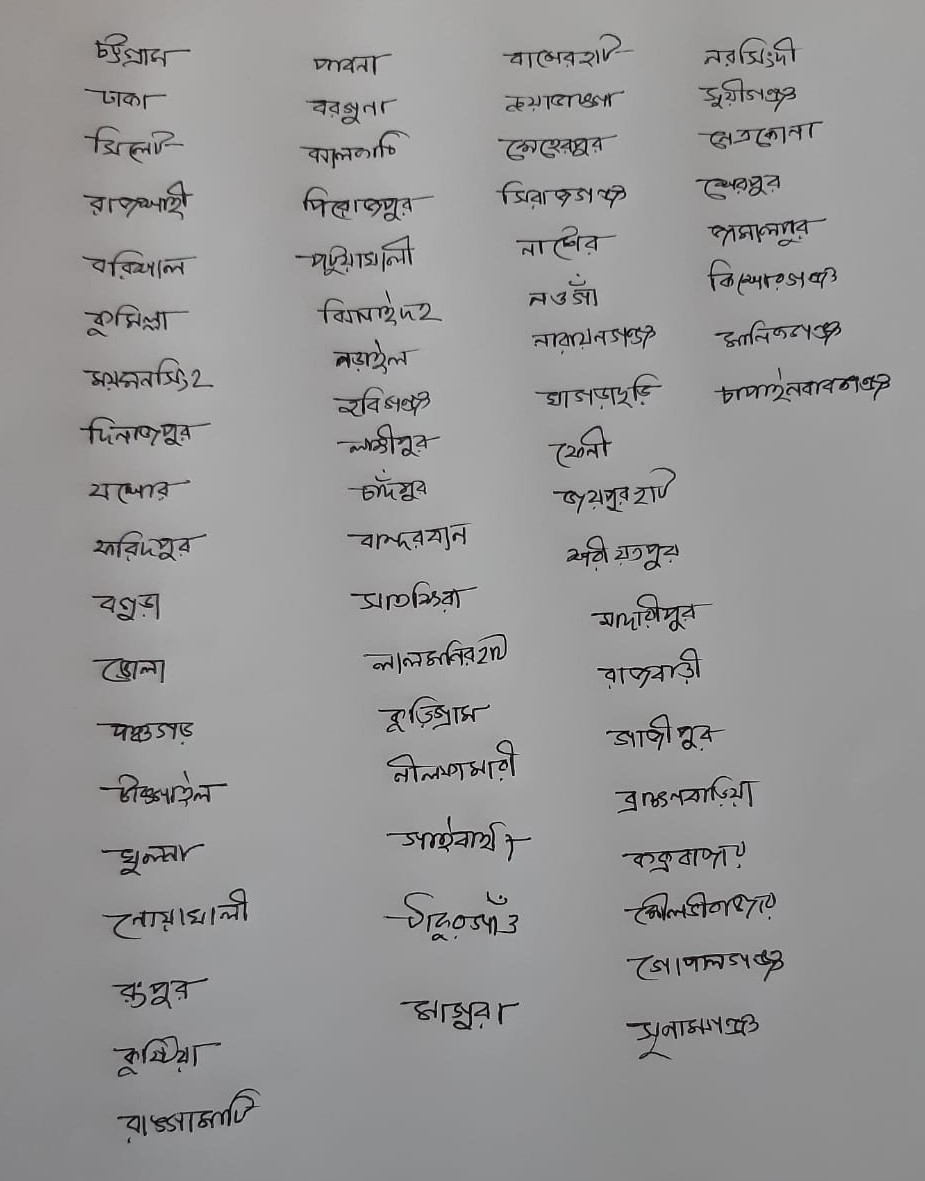 চট্টগ্রাম
ঢাকা
সিলেট
রাজশাহী
বরিশাল
কুমিল্লা
ময়মনসিংহ
দিনাজপুর
যশোর
ফরিদপুর
বগুড়া
ভোলা
পঞ্চগড়
টাঙ্গাইল
খুলনা
নোয়াখালী
রংপুর
কুষ্টিয়া
রাঙ্গামাটি
পাবনা
বরগুনা
ঝালকাঠি
পিরোজপুর
পটুয়াখালী
ঝিনাইদহ
নড়াইল
হবিগঞ্জ
লক্ষীপুর
চাঁদপুর
বান্দরবান
সাতক্ষিরা
লালমনিরহাট
কুড়িগ্রাম
নীলফামারী
গাইবান্ধা
ঠাকুরগাঁও
মাগুরা
বাগেরহাট
চুয়াডাঙ্গা
মেহেরপুর
সিরাজগঞ্জ
নাটোর
নওগাঁ
নারায়নগঞ্জ
খাগড়াছড়ি
ফেনী
জয়পুরহাট
শরীয়তপুর
মাদারীপুর
রাজবাড়ী
গাজীপুর
ব্রাহ্মনবাড়িয়া
কক্সবাজার
মৌলভীবাজার
গোপালগঞ্জ
সুনামগঞ্জ
নরসিংদী
মুন্সীগঞ্জ
নেত্রকোনা
শেরপুর
জামালপুর
কিশোরগঞ্জ
মানিকগঞ্জ
চাপাইনবাবগঞ্জ